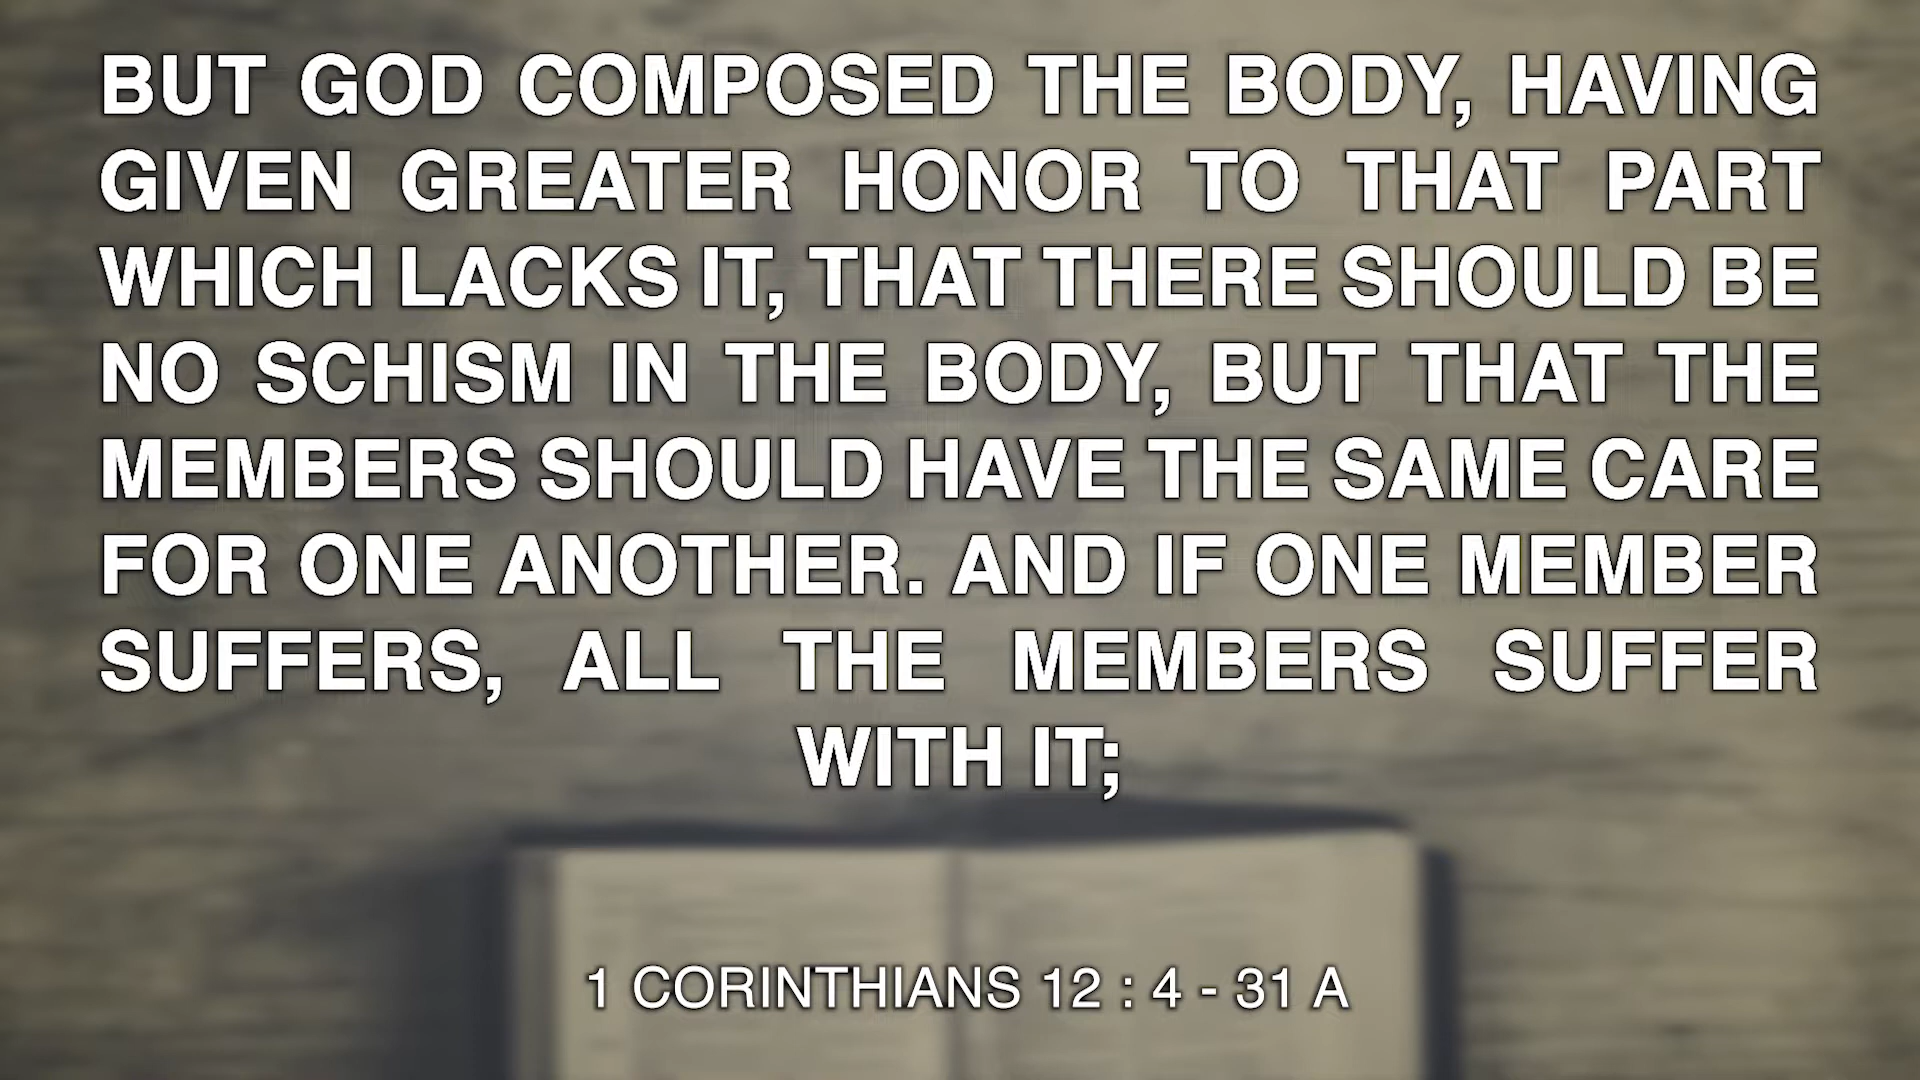 BUT GOD COMPOSED THE BODY, HAVING
GIVEN GREATER HONOR TO THAT PART
WHICH LACKS IT, THAT THERE SHOULD BE
NO SCHISM IN THE BODY, BUT THAT THE
MEMBERS SHOULD HAVE THE SAME CARE
FOR ONE ANOTHER. AND IF ONE MEMBER
SUFFERS, ALL THE MEMBERS SUFFER
WITH IT;
1 CORINTHIANS 12 : 4 - 31 A